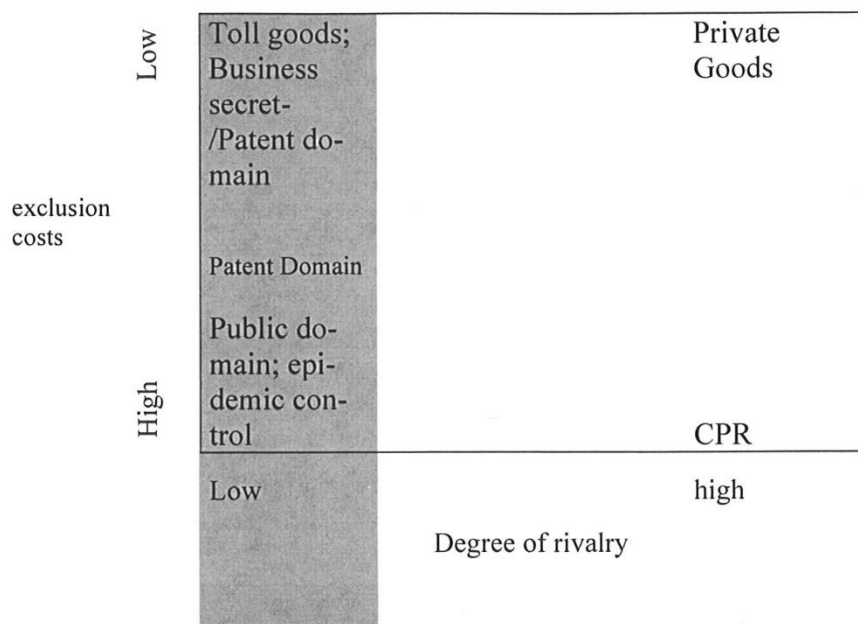 Low
Toll goods;
Business
secret-
/Patent do-
main
Private
Goods
exclusion
costs
Patent Domain
High
Public do-
main; epi-
demic con-
trol
CPR
Low
high
Degree of rivalry